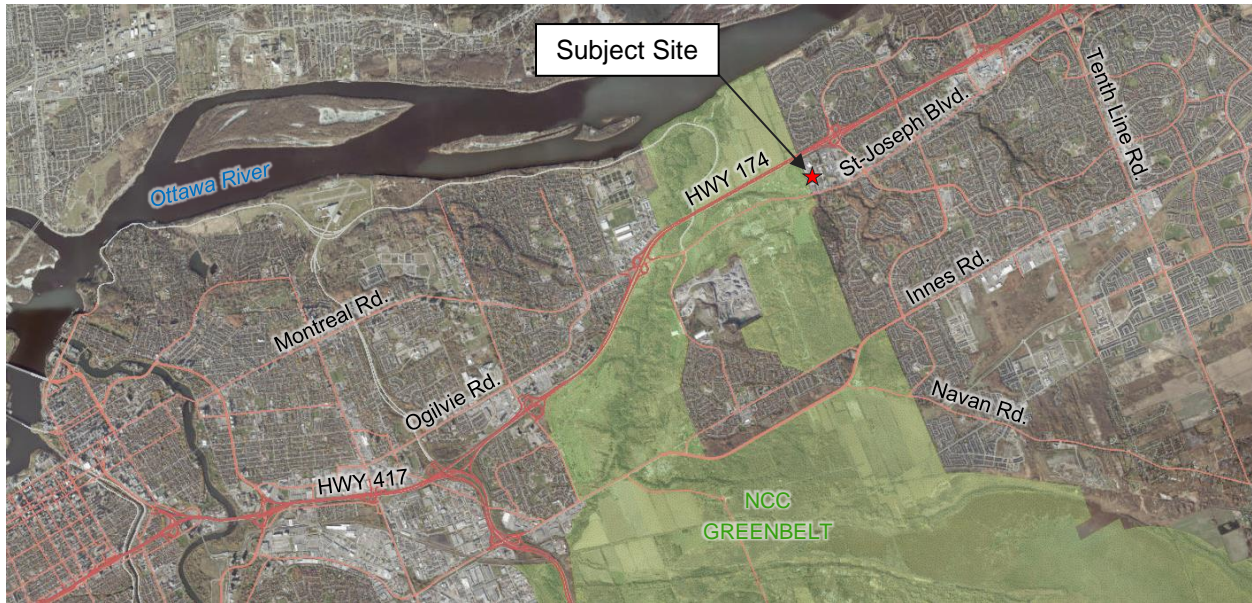 Subject Site
Tenth Line Rd.
St-Joseph Blvd.
HWY 174
Ottawa River
Innes Rd.
Montreal Rd.
Navan Rd.
Ogilvie Rd.
HWY 417
NCC
GREENBELT